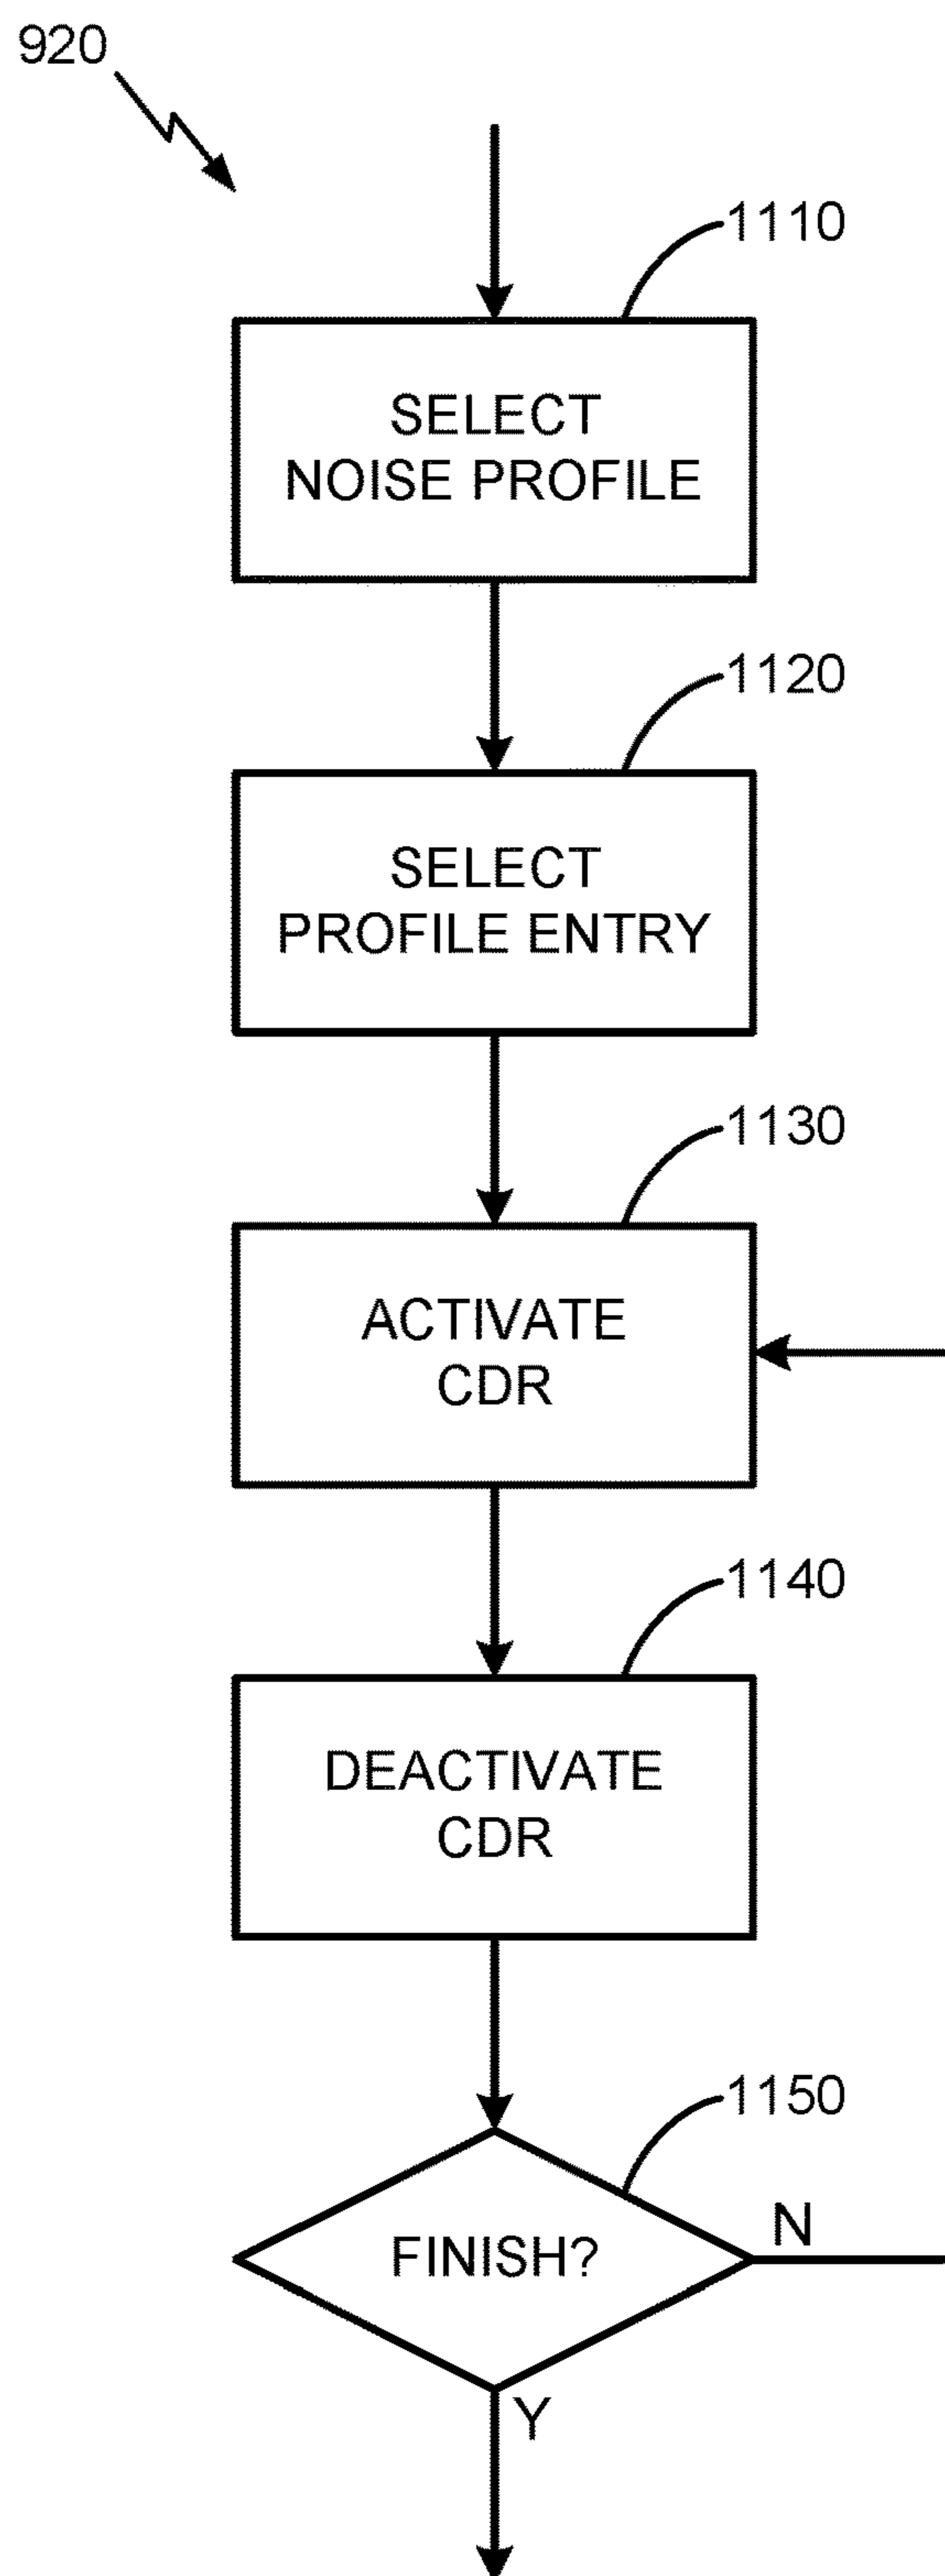 920
1110
SELECT
NOISE PROFILE
1120
SELECT
PROFILE ENTRY
1130
ACTIVATE
CDR
1140
DEACTIVATE
CDR
1150
FINISH?
N
Y